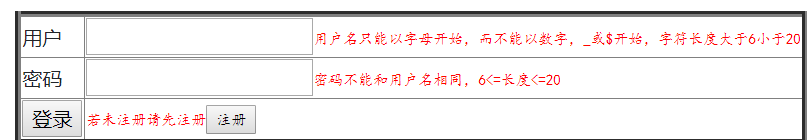 用户 用户名只能以字母开始，而不能以数字，_或$开始，字符长度大于6小于20
密码 密码不能和用户名相同，6<=长度<=20
登录 若未注册请先注册 注册